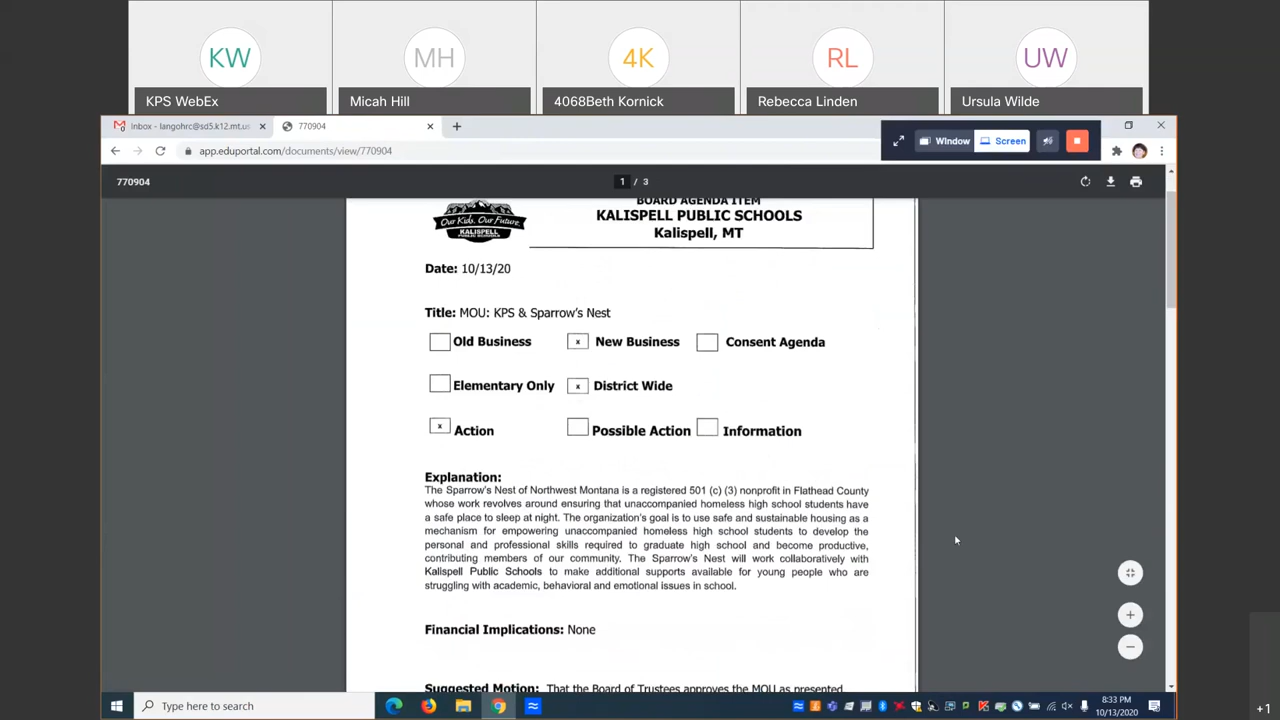 KW MH 4K RL UW
KPS WebEx Micah Hill 4068Beth Kornick Rebecca Linden Ursula Wilde
Inbox - langohrc@sd5.k12.mt.us 770904
Window Screen
app.eduportal.com/documents/view/770904
770904 1 / 3
BOARD AGENDA ITEM
KALISPELL PUBLIC SCHOOLS
Kalispell, MT
Our Kids. Our Future.
KALISPELL
PUBLIC SCHOOLS
Date: 10/13/20
Title: MOU: KPS & Sparrow's Nest
Old Business x New Business Consent Agenda
Elementary Only x District Wide
x Action Possible Action Information
Explanation:
The Sparrow's Nest of Northwest Montana is a registered 501 (c) (3) nonprofit in Flathead County
whose work revolves around ensuring that unaccompanied homeless high school students have
a safe place to sleep at night. The organization's goal is to use safe and sustainable housing as a
mechanism for empowering unaccompanied homeless high school students to develop the
personal and professional skills required to graduate high school and become productive,
contributing members of our community. The Sparrow's Nest will work collaboratively with
Kalispell Public Schools to make additional supports available for young people who are
struggling with academic, behavioral and emotional issues in school.
Financial Implications: None
Suggested Motion: That the Board of Trustees approves the MOU as presented
Type here to search
8:33 PM
10/13/2020
+1